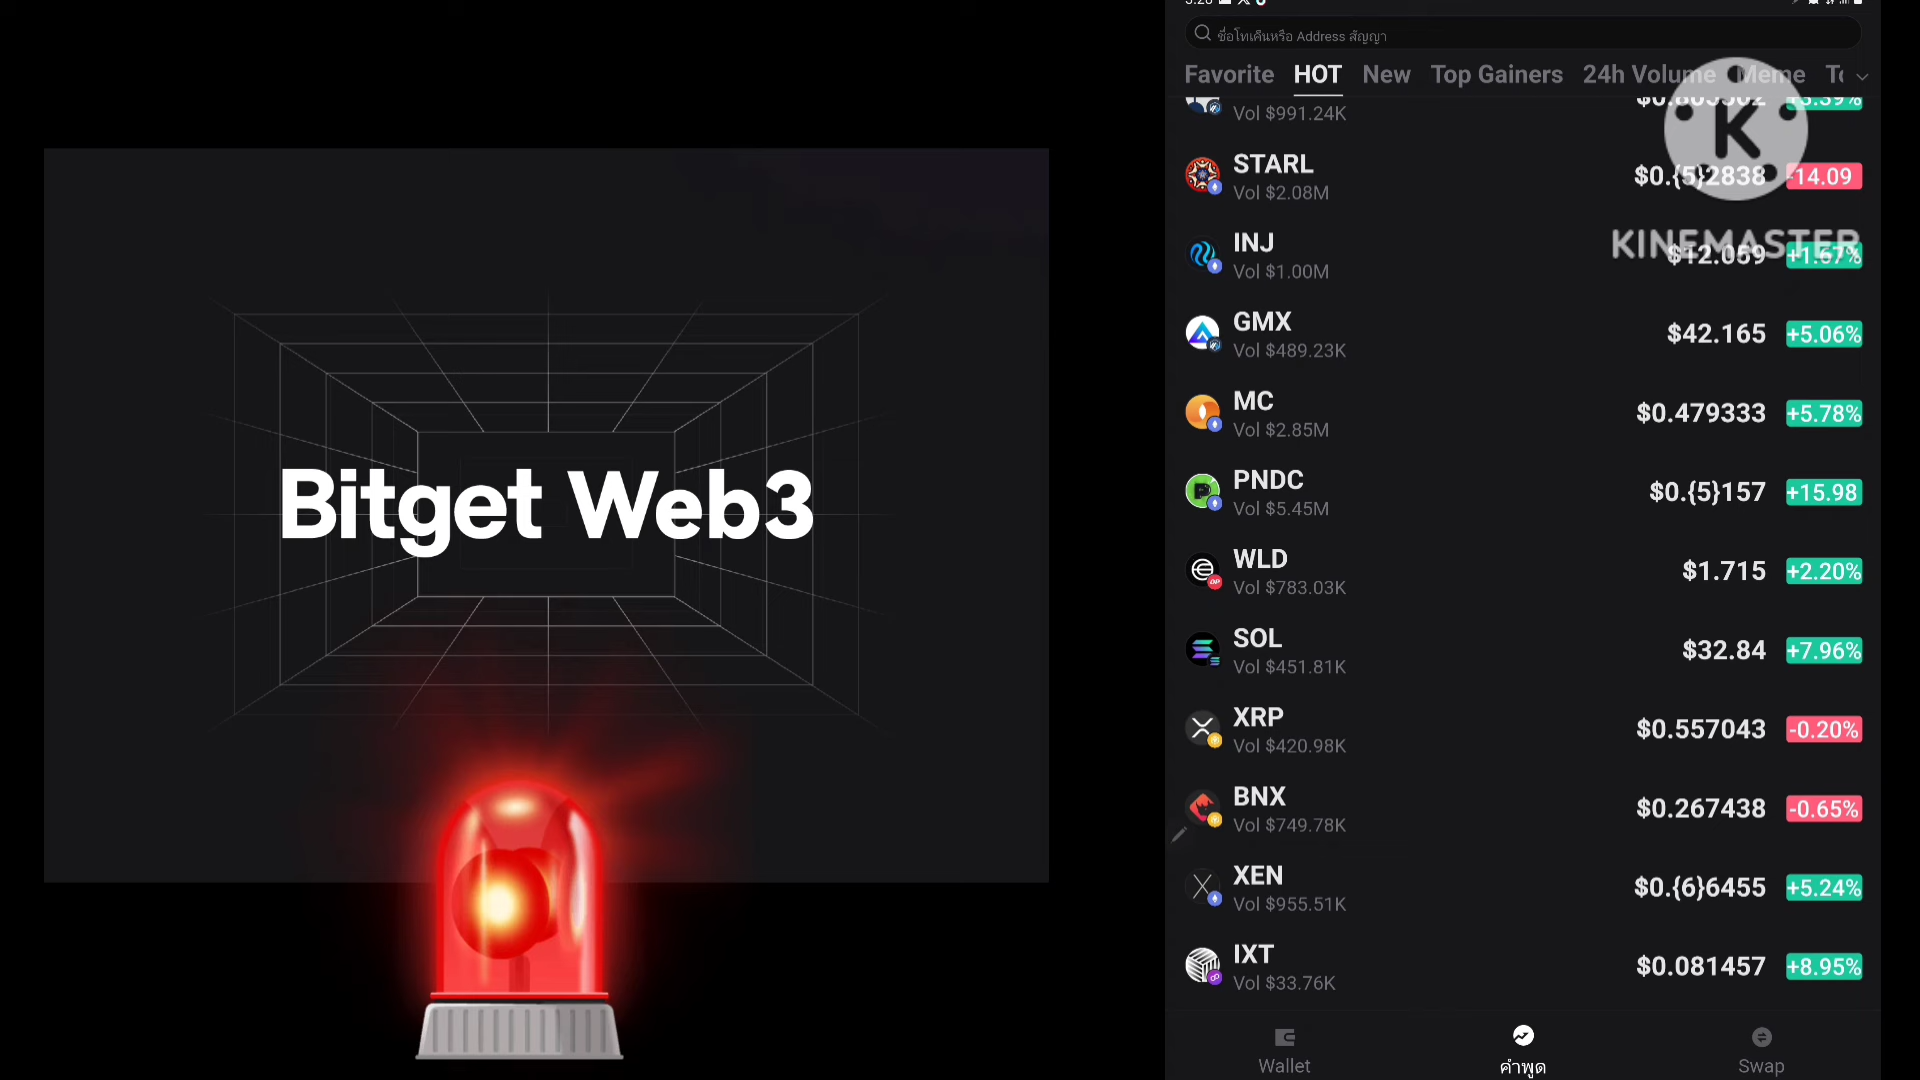 Bitget Web3
ชื่อโทเค็นหรือ Address สัญญา
Favorite HOT New Top Gainers 24h Volume Meme
Vol $991.24K
STARL $0.{5}2838 -14.09
Vol $2.08M
INJ $12.059 +1.57%
Vol $1.00M
KINEMASTER
GMX $42.165 +5.06%
Vol $489.23K
MC $0.479333 +5.78%
Vol $2.85M
PNDC $0.{5}157 +15.98
Vol $5.45M
WLD $1.715 +2.20%
Vol $783.03K
SOL $32.84 +7.96%
Vol $451.81K
XRP $0.557043 -0.20%
Vol $420.98K
BNX $0.267438 -0.65%
Vol $749.78K
XEN $0.{6}6455 +5.24%
Vol $955.51K
IXT $0.081457 +8.95%
Vol $33.76K
Wallet คำพูด Swap